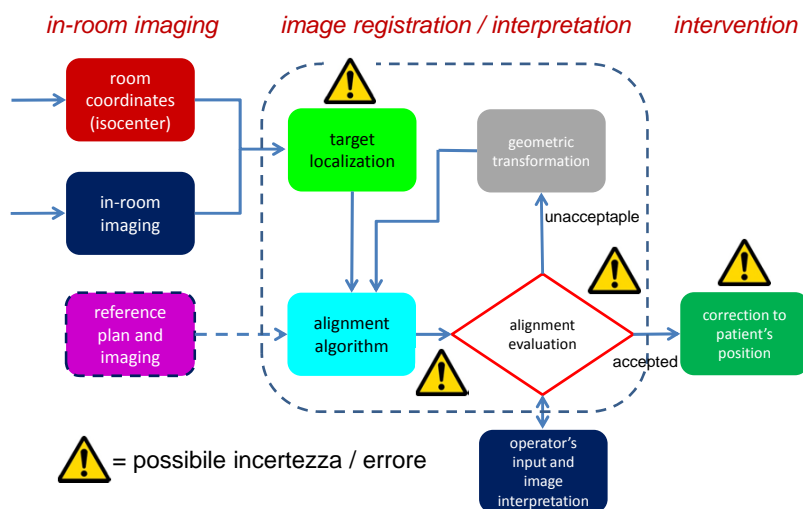 in-room imaging
image registration / interpretation
intervention
room
coordinates
(isocenter)
target
localization
geometric
transformation
in-room
imaging
unacceptaple
reference
plan and
imaging
alignment
algorithm
alignment
evaluation
accepted
correction to
patient's
position
operator's
input and
image
interpretation
= possibile incertezza / errore